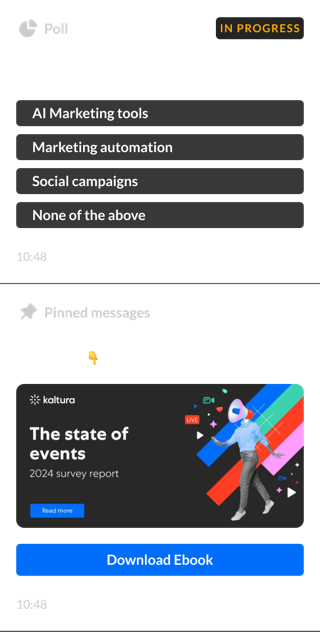 Poll
IN PROGRESS
AI Marketing tools
Marketing automation
Social campaigns
None of the above
10:48
Pinned messages
kaltura
LIVE
The state of
events
2024 survey report
Read more
Download Ebook
10:48